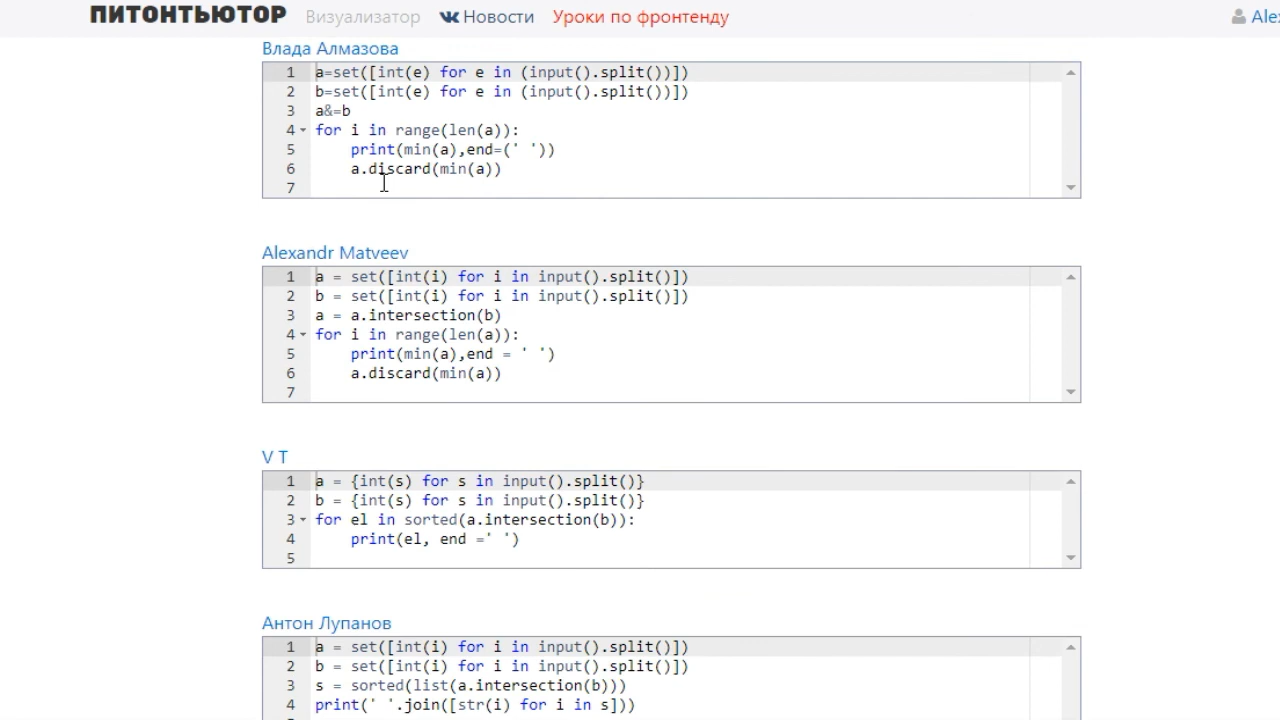 ПИТОНТЬЮТОР Визуализатор Новости Уроки по фронтенду Alex
Влада Алмазова
1 a=set([int(e) for e in (input().split())])
2 b=set([int(e) for e in (input().split())])
3 a&=b
4 for i in range(len(a)):
5     print(min(a),end=(' '))
6     a.discard(min(a))
7
Alexandr Matveev
1 a = set([int(i) for i in input().split()])
2 b = set([int(i) for i in input().split()])
3 a = a.intersection(b)
4 for i in range(len(a)):
5     print(min(a),end = ' ')
6     a.discard(min(a))
7
V T
1 a = {int(s) for s in input().split()}
2 b = {int(s) for s in input().split()}
3 for el in sorted(a.intersection(b)):
4     print(el, end =' ')
5
Антон Лупанов
1 a = set([int(i) for i in input().split()])
2 b = set([int(i) for i in input().split()])
3 s = sorted(list(a.intersection(b)))
4 print(' '.join([str(i) for i in s]))